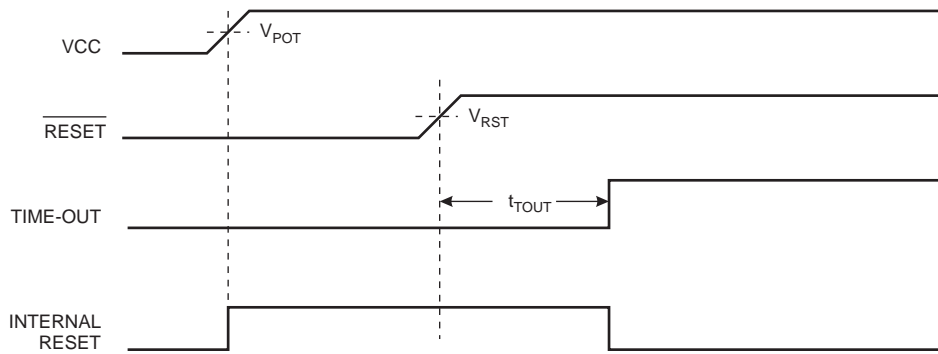 VCC
VPOT
RESET
VRST
TIME-OUT
tTOUT
INTERNAL
RESET